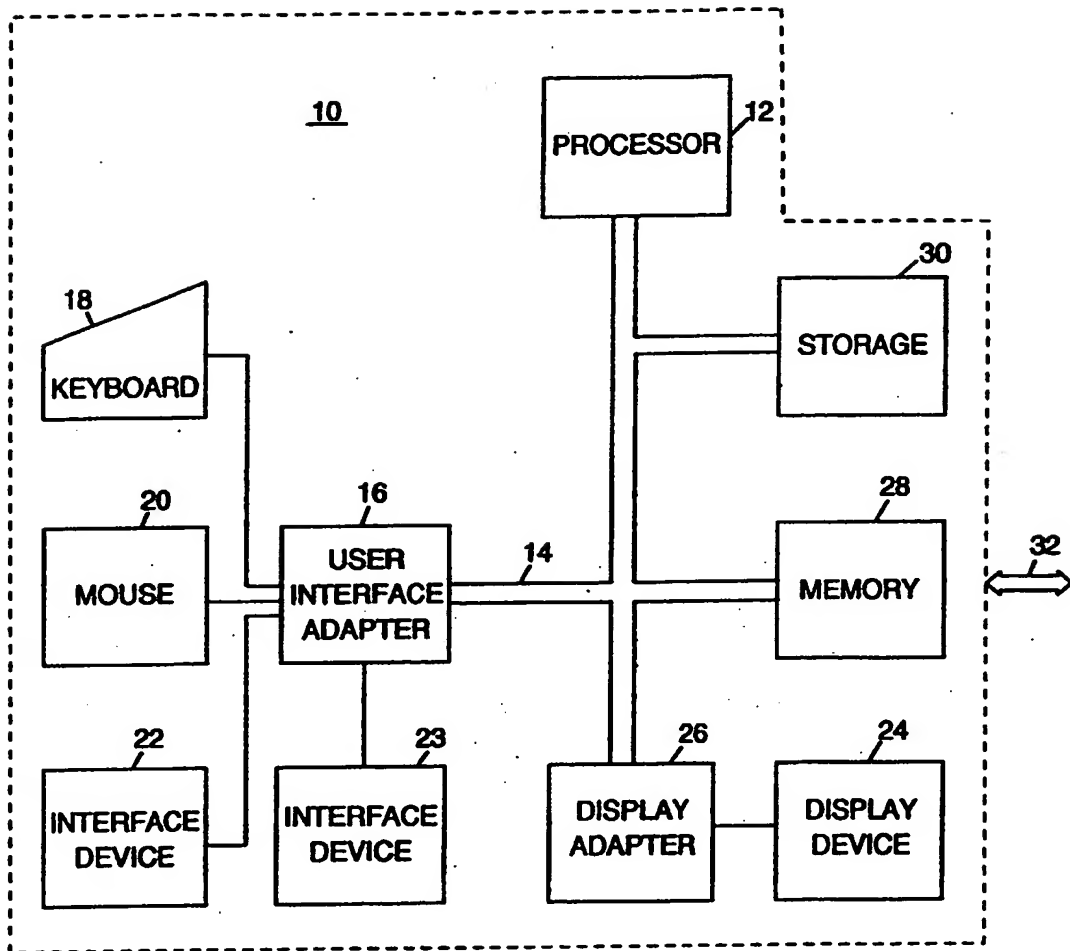 10
12
PROCESSOR
30
STORAGE
18
KEYBOARD
20
MOUSE
16
USER
INTERFACE
ADAPTER
14
28
MEMORY
32
22
INTERFACE
DEVICE
23
INTERFACE
DEVICE
26
DISPLAY
ADAPTER
24
DISPLAY
DEVICE